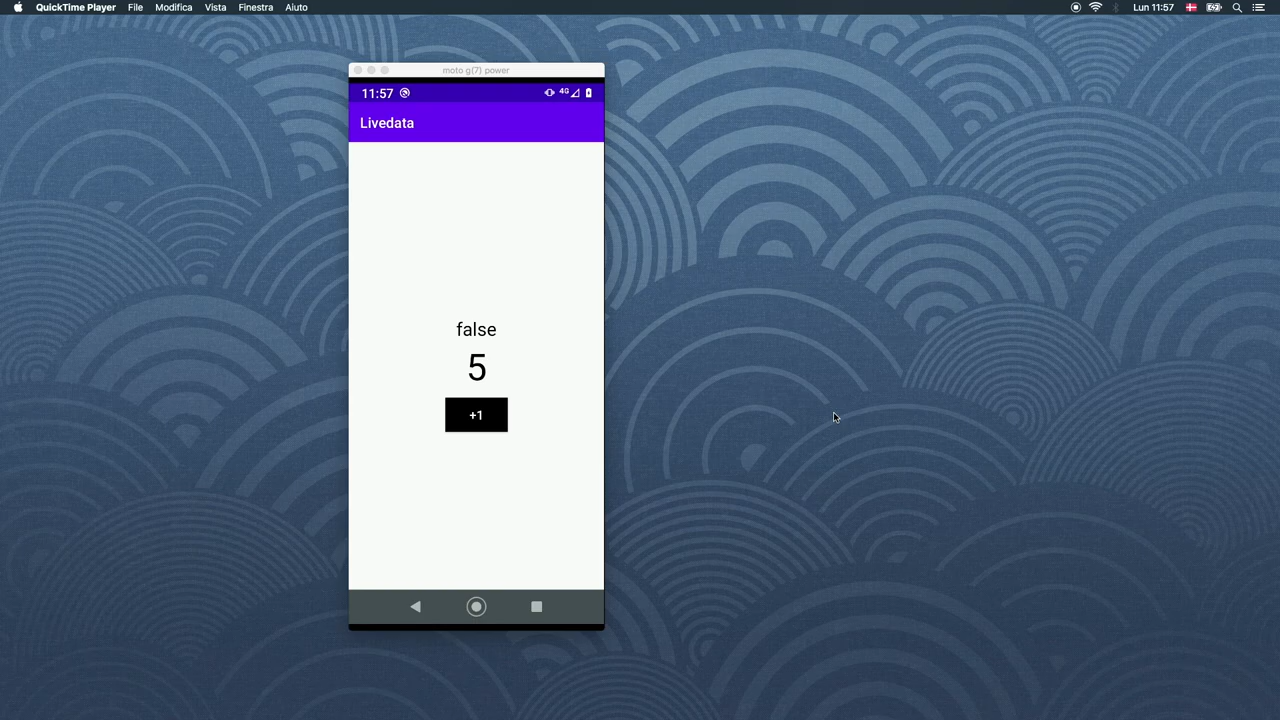 QuickTime Player File Modifica Vista Finestra Aiuto Lun 11:57
moto g(7) power
11:57 4G
Livedata
false
5
+1